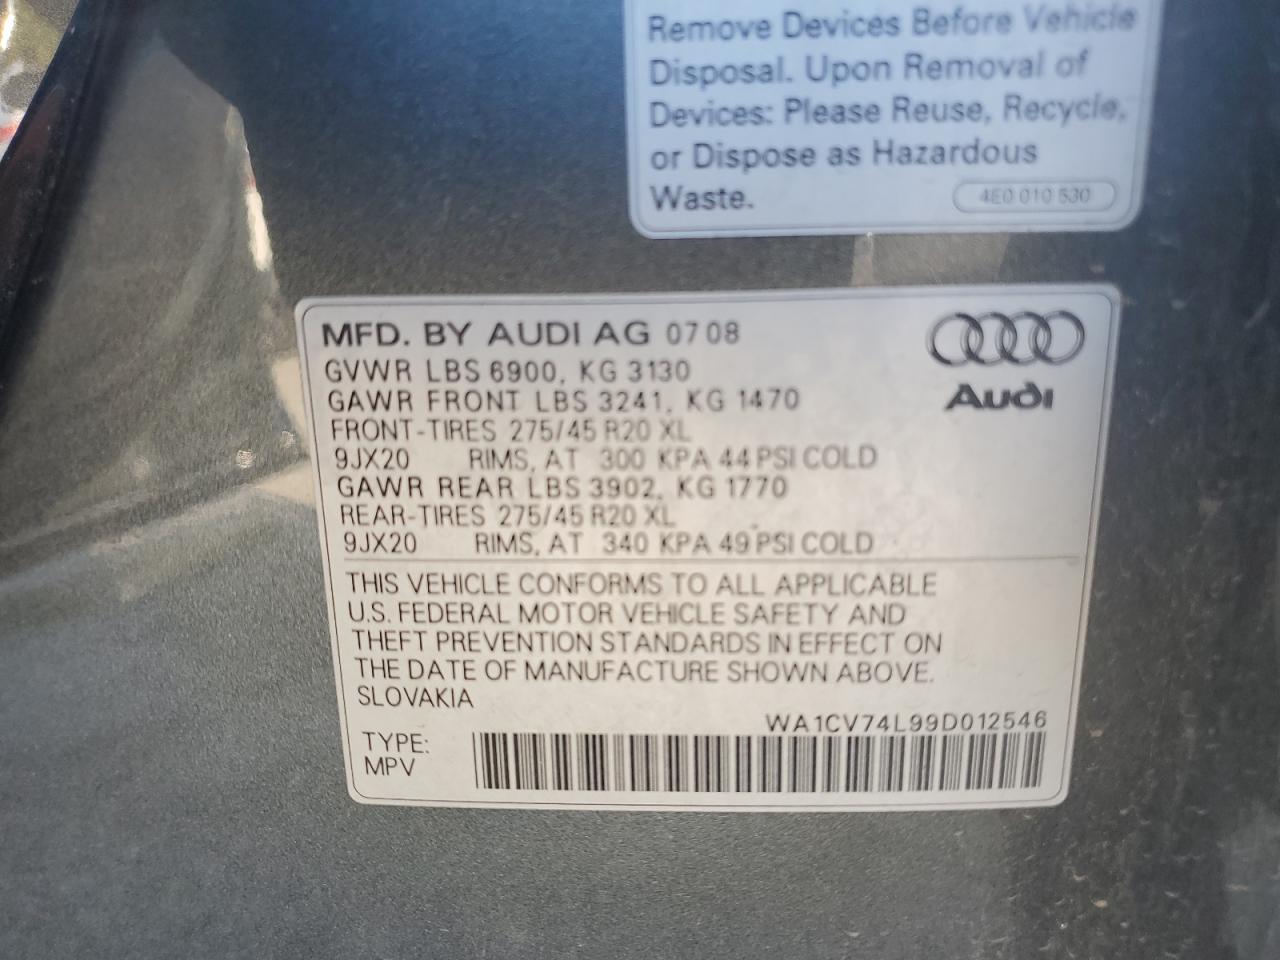 Remove Devices Before Vehicle
Disposal. Upon Removal of
Devices: Please Reuse, Recycle,
or Dispose as Hazardous
Waste.
4E0 010 530
MFD. BY AUDI AG 07 08
GVWR LBS 6900, KG 3130
GAWR FRONT LBS 3241, KG 1470
FRONT-TIRES 275/45 R20 XL
9JX20 RIMS, AT 300 KPA 44 PSI COLD
GAWR REAR LBS 3902, KG 1770
REAR-TIRES 275/45 R20 XL
9JX20 RIMS, AT 340 KPA 49 PSI COLD
Audi
THIS VEHICLE CONFORMS TO ALL APPLICABLE
U.S. FEDERAL MOTOR VEHICLE SAFETY AND
THEFT PREVENTION STANDARDS IN EFFECT ON
THE DATE OF MANUFACTURE SHOWN ABOVE.
SLOVAKIA
WA1CV74L99D012546
TYPE:
MPV